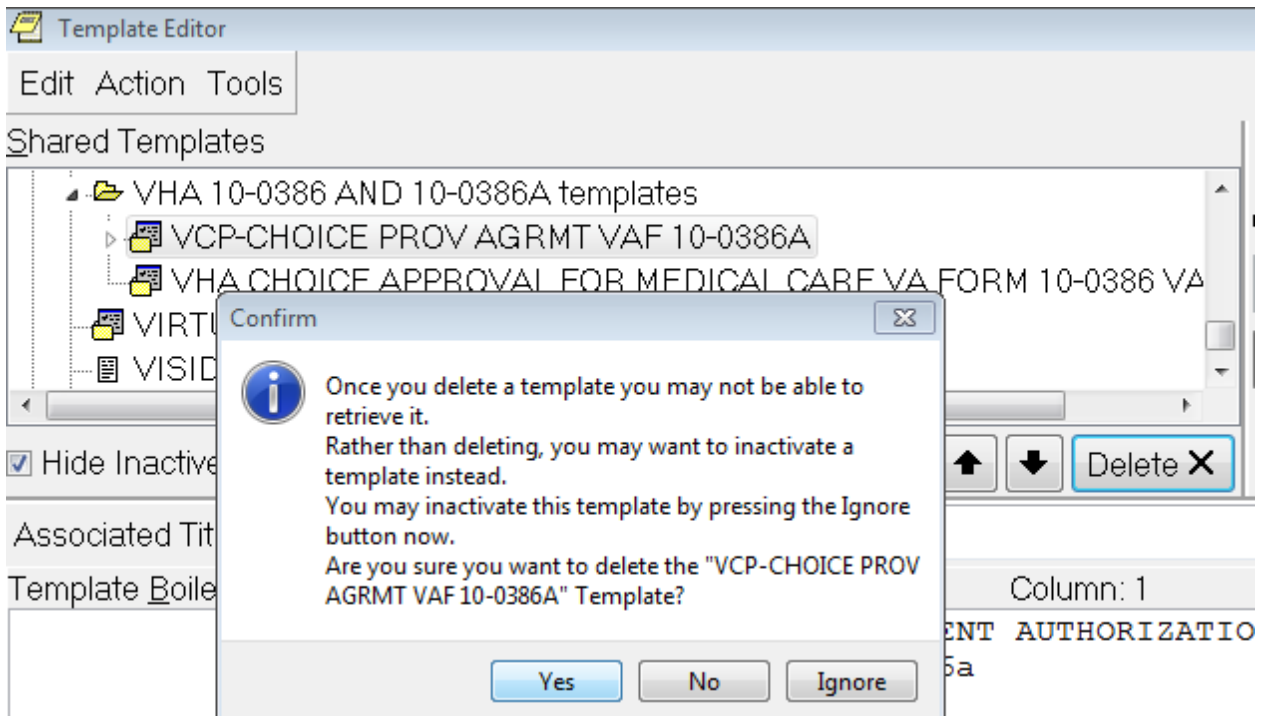 Template Editor
Edit Action Tools
Shared Templates
VHA 10-0386 AND 10-0386A templates
VCP-CHOICE PROV AGRMT VAF 10-0386A
VHA CHOICE APPROVAL FOR MEDICAL CARE VA FORM 10-0386 VA
VIRTU
VISID
Confirm
Once you delete a template you may not be able to
retrieve it.
Rather than deleting, you may want to inactivate a
template instead.
You may inactivate this template by pressing the Ignore
button now.
Are you sure you want to delete the "VCP-CHOICE PROV
AGRMT VAF 10-0386A" Template?
Yes No Ignore
Hide Inactive
Delete X
Associated Tit
Template Boile
Column: 1
ENT AUTHORIZATIO
6a